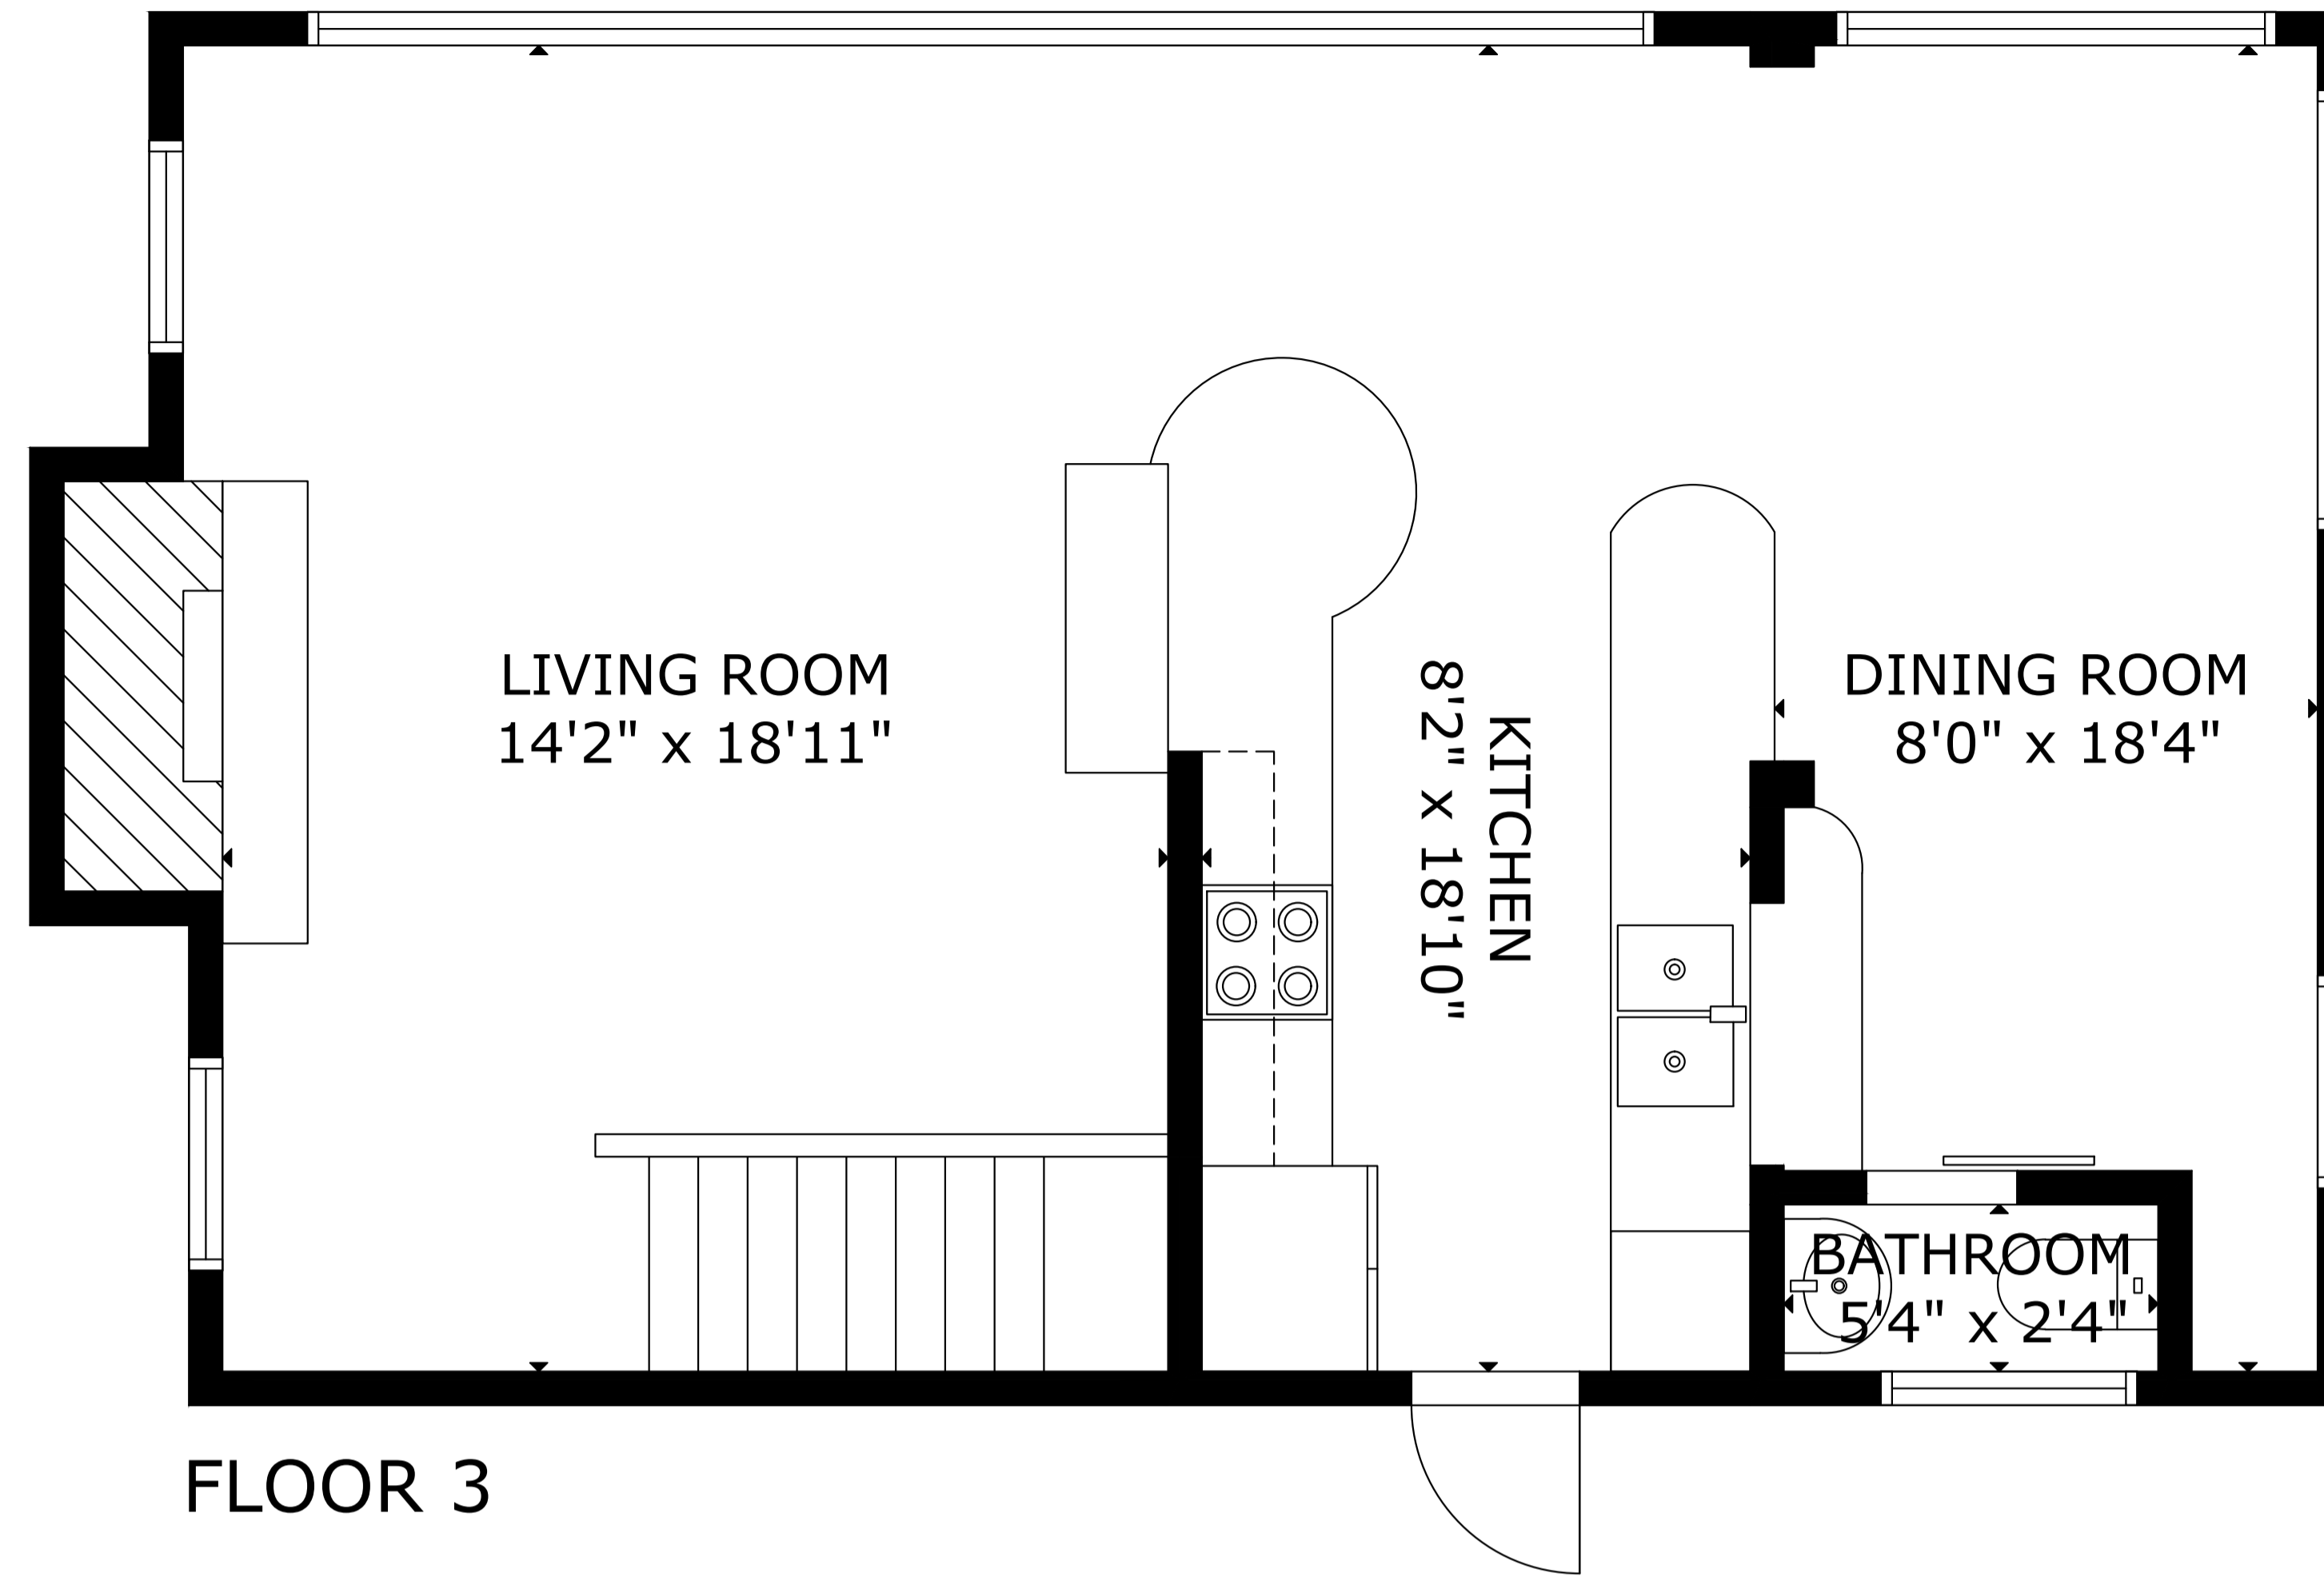 LIVING ROOM
14'2" x 18'11"
KITCHEN
8'2" x 18'10"
DINING ROOM
8'0" x 18'4"
BATHROOM
5'4" x 2'4"
FLOOR 3